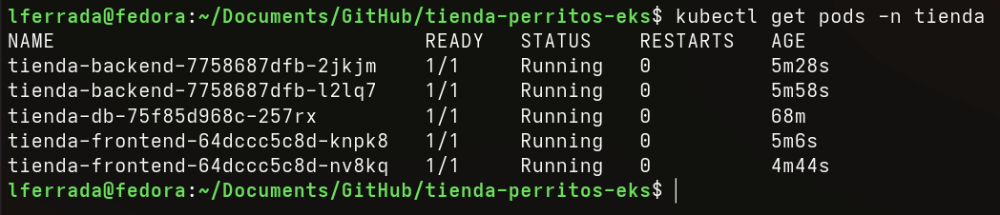 lferrada@fedora:~/Documents/GitHub/tienda-perritos-eks$ kubectl get pods -n tienda
NAME                               READY   STATUS    RESTARTS   AGE
tienda-backend-7758687dfb-2jkjm    1/1     Running   0          5m28s
tienda-backend-7758687dfb-l2lq7    1/1     Running   0          5m58s
tienda-db-75f85d968c-257rx         1/1     Running   0          68m
tienda-frontend-64dccc5c8d-knpk8   1/1     Running   0          5m6s
tienda-frontend-64dccc5c8d-nv8kq   1/1     Running   0          4m44s
lferrada@fedora:~/Documents/GitHub/tienda-perritos-eks$